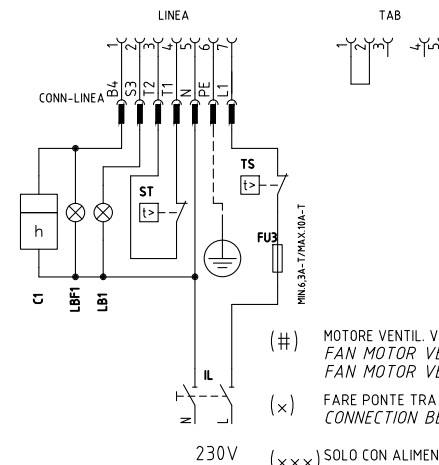 LINEA
TAB
1 2 3 4 5 6 7
1 2 3 4 5
B4 S3 T2 T1 N PE L1
CONN-LINEA
TS
t>
ST
t>
h
FU3
MIN.6,3A-T/MAX.10A-T
C1
LBF1
LB1
IL
N
L
230V
(#) MOTORE VENTIL. V
FAN MOTOR VE
FAN MOTOR VE
(x) FARE PONTE TRA
CONNECTION BE
(xxx) SOLO CON ALIMEN